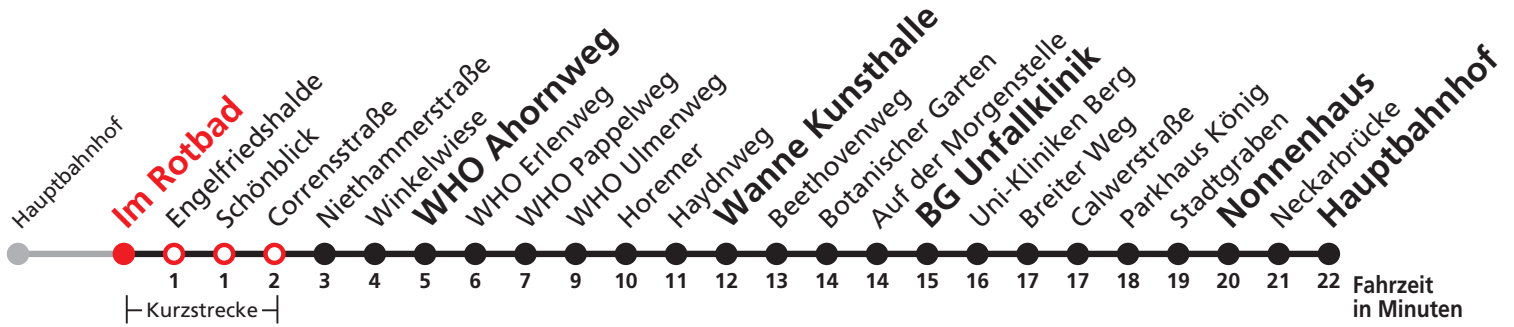 Hauptbahnhof
Im Rotbad
Engelfriedshalde
Schönblick
Corrensstraße
Niethammerstraße
Winkelwiese
WHO Ahornweg
WHO Erlenweg
WHO Pappelweg
WHO Ulmenweg
Horemer
Haydnweg
Wanne Kunsthalle
Beethovenweg
Botanischer Garten
Auf der Morgenstelle
BG Unfallklinik
Uni-Kliniken Berg
Breiter Weg
Calwerstraße
Parkhaus König
Stadtgraben
Nonnenhaus
Neckarbrücke
Hauptbahnhof
1 1 2 3 4 5 6 7 9 10 11 12 13 14 14 15 16 17 17 18 19 20 21 22
Fahrzeit
in Minuten
Kurzstrecke